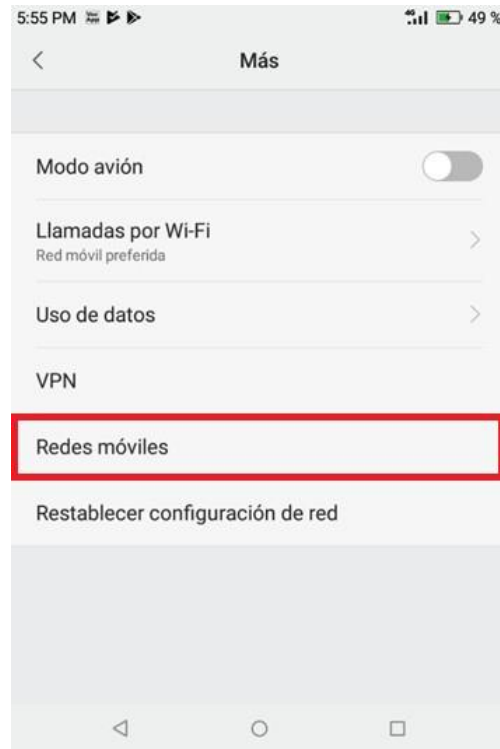 5:55 PM 4G 49 %
Más
Modo avión
Llamadas por Wi-Fi
Red móvil preferida
Uso de datos
VPN
Redes móviles
Restablecer configuración de red